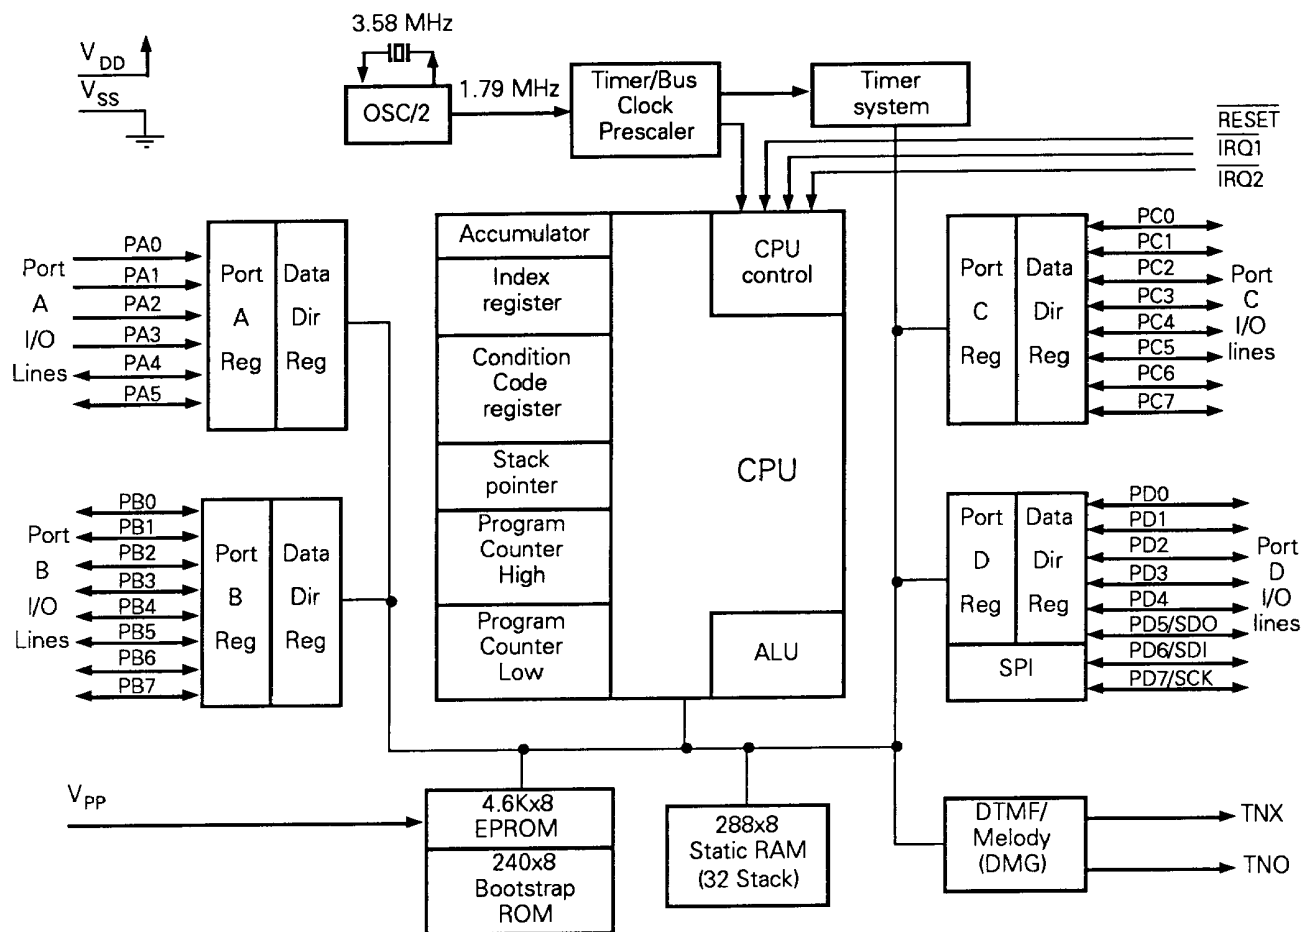 3.58 MHz
V DD
V SS
OSC/2
1.79 MHz
Timer/Bus
Clock
Prescaler
Timer
system
RESET
IRQ1
IRQ2
Port
A
I/O
Lines
PA0
PA1
PA2
PA3
PA4
PA5
Port
A
Reg
Data
Dir
Reg
Accumulator
Index
register
Condition
Code
register
Stack
pointer
Program
Counter
High
Program
Counter
Low
CPU
control
CPU
ALU
Port
C
Reg
Data
Dir
Reg
PC0
PC1
PC2
PC3
PC4
PC5
PC6
PC7
Port
C
I/O
lines
Port
B
I/O
Lines
PB0
PB1
PB2
PB3
PB4
PB5
PB6
PB7
Port
B
Reg
Data
Dir
Reg
Port
D
Reg
Data
Dir
Reg
SPI
PD0
PD1
PD2
PD3
PD4
PD5/SDO
PD6/SDI
PD7/SCK
Port
D
I/O
lines
V PP
4.6Kx8
EPROM
240x8
Bootstrap
ROM
288x8
Static RAM
(32 Stack)
DTMF/
Melody
(DMG)
TNX
TNO